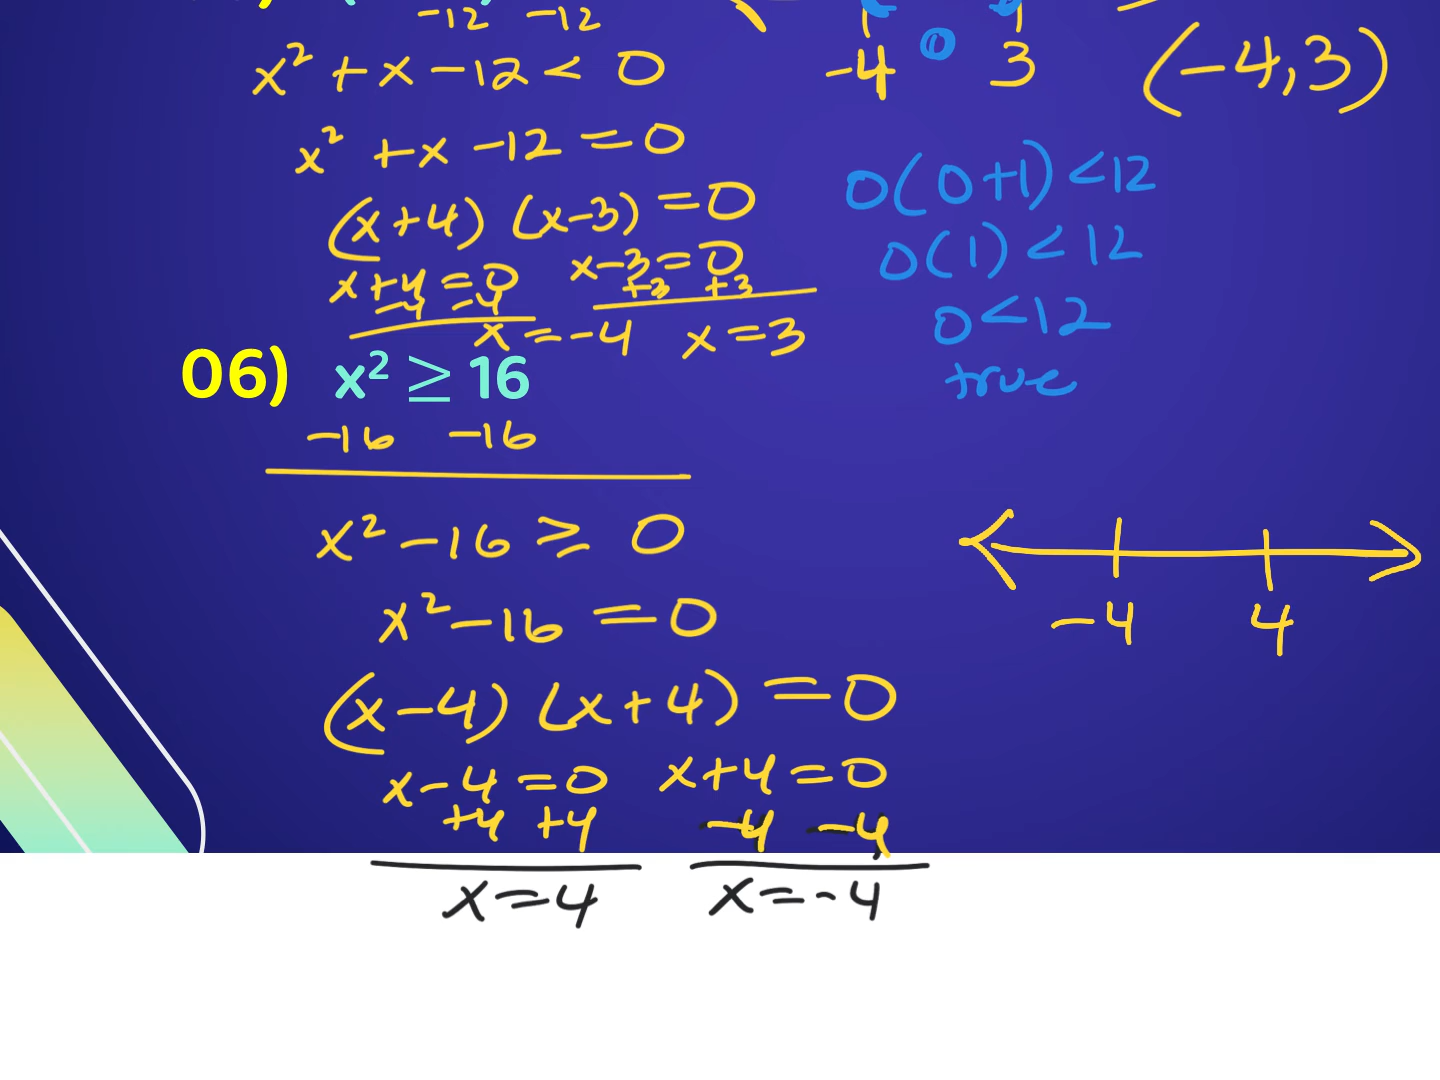 -12 -12
x² + x - 12 < 0
x² + x - 12 = 0
(x+4) (x-3) = 0
x+4 = 0 x-3 = 0
-4 -4 +3 +3
x = -4 x = 3
-4 0 3
(-4,3)
0(0+1) < 12
0(1) < 12
0 < 12
true
06) x² ≥ 16
-16 -16
x² - 16 ≥ 0
x² - 16 = 0
(x-4) (x+4) = 0
x-4 = 0 x+4 = 0
+4 +4 -4 -4
x = 4 x = -4
-4 4